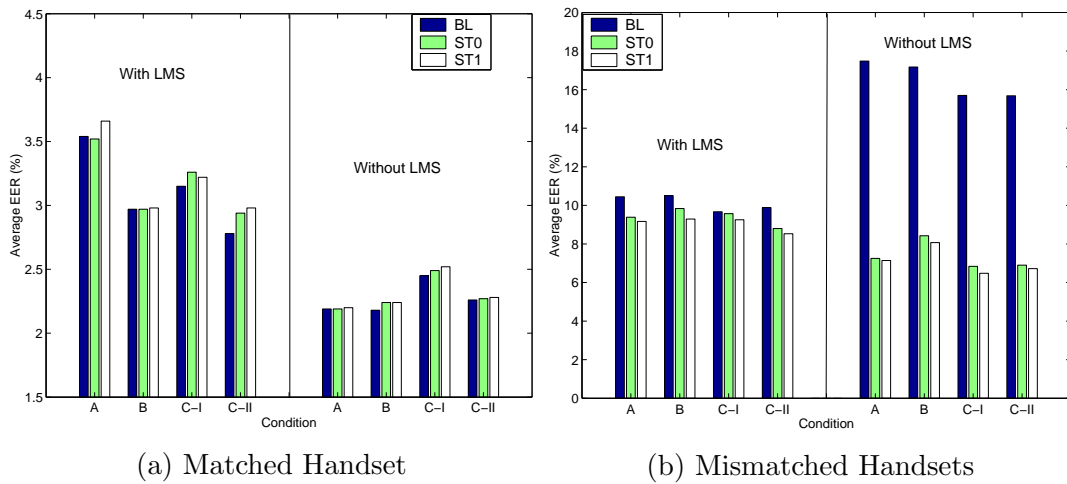 4.5
4
3.5
3
2.5
2
1.5
Average EER (%)
With LMS
Without LMS
BL
ST0
ST1
A B C-I C-II A B C-I C-II
Condition
(a) Matched Handset
20
18
16
14
12
10
8
6
4
2
0
Average EER (%)
BL
ST0
ST1
With LMS
Without LMS
A B C-I C-II A B C-I C-II
Condition
(b) Mismatched Handsets